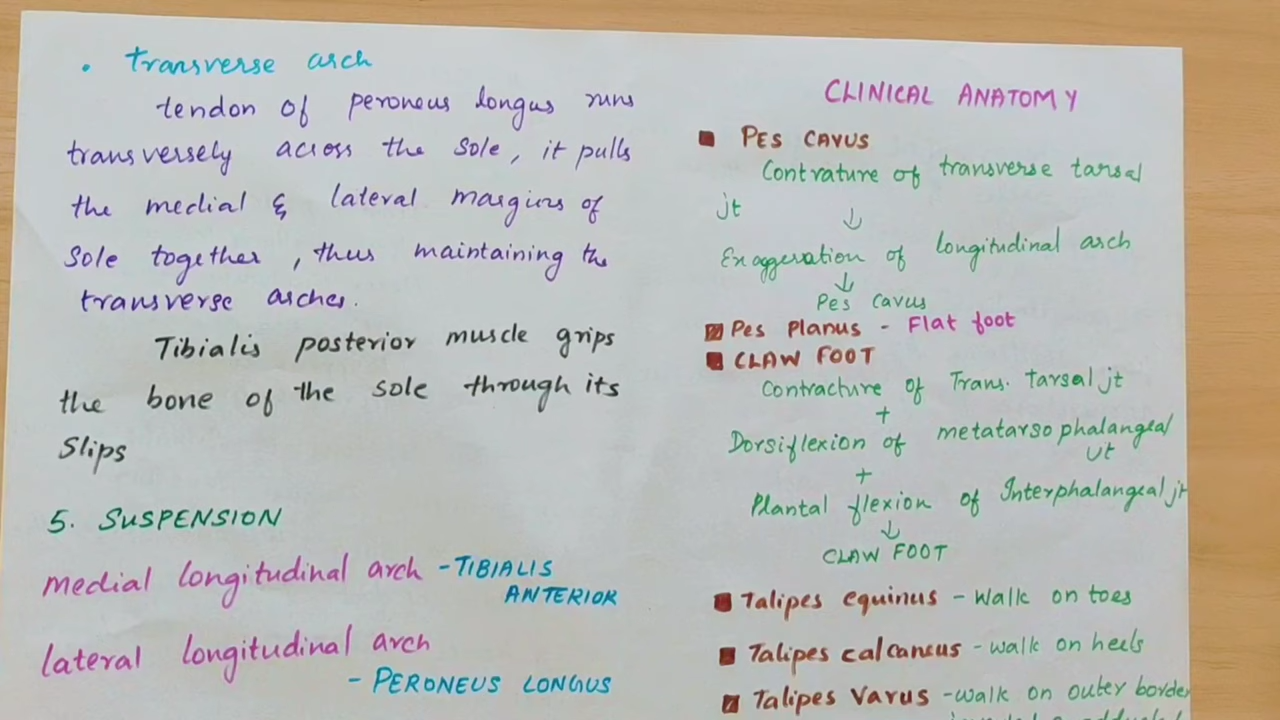 • Transverse arch
tendon of peroneus longus runs
transversely across the sole, it pulls
the medial & lateral margins of
Sole together, thus maintaining the
transverse arches.
Tibialis posterior muscle grips
the bone of the sole through its
Slips
5. SUSPENSION
medial longitudinal arch - TIBIALIS
ANTERIOR
lateral longitudinal arch
- PERONEUS LONGUS
CLINICAL ANATOMY
PES CAVUS
Contrature of transverse tarsal
jt
↓
Exaggeration of longitudinal arch
↓
Pes cavus
Pes Planus - Flat foot
CLAW FOOT
Contracture of Trans. tarsal jt
+
Dorsiflexion of metatarso phalangeal
Jt
+
Plantal flexion of Interphalangeal jt
↓
CLAW FOOT
Talipes equinus - Walk on toes
Talipes calcaneus - walk on heels
Talipes Varus - walk on outer border